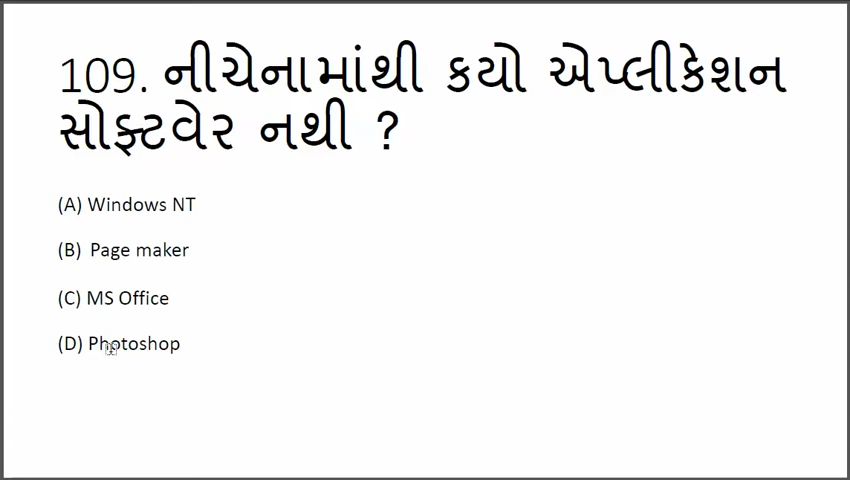 109. નીચેનામાંથી કયો એપ્લીકેશન
સોફ્ટવેર નથી ?
(A) Windows NT
(B) Page maker
(C) MS Office
(D) Photoshop